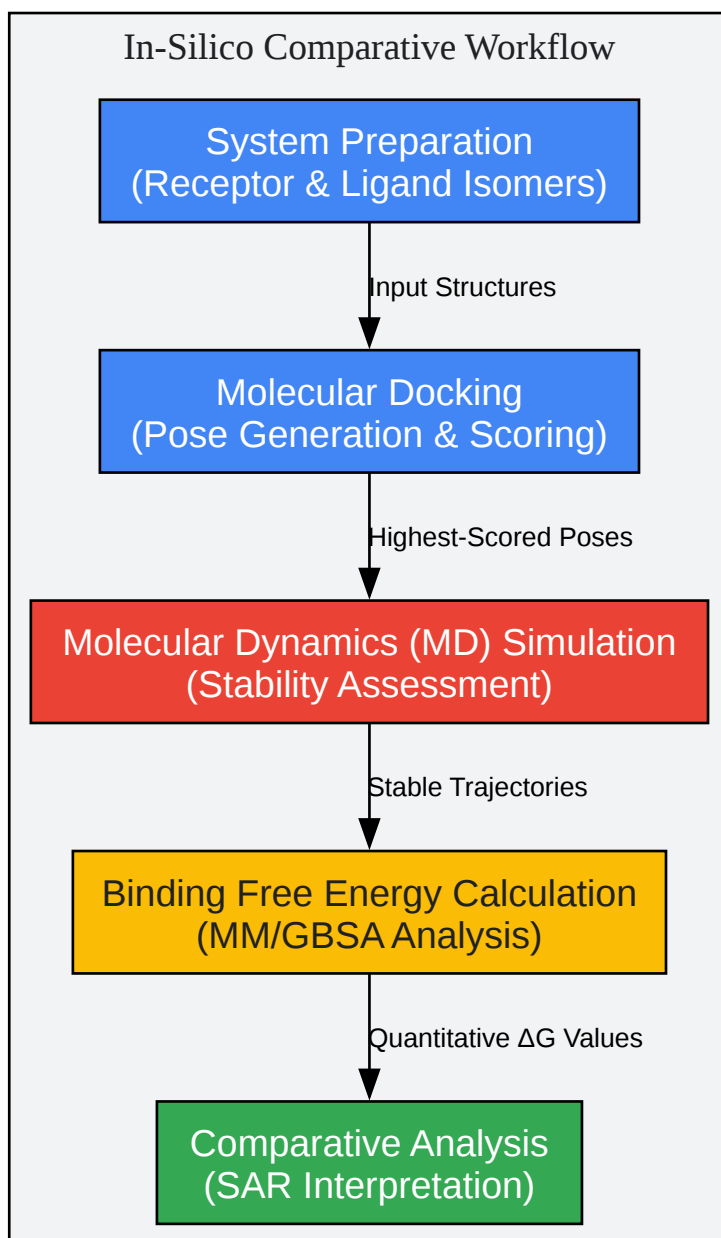 In-Silico Comparative Workflow
System Preparation
(Receptor & Ligand Isomers)
Input Structures
Molecular Docking
(Pose Generation & Scoring)
Highest-Scored Poses
Molecular Dynamics (MD) Simulation
(Stability Assessment)
Stable Trajectories
Binding Free Energy Calculation
(MM/GBSA Analysis)
Quantitative ΔG Values
Comparative Analysis
(SAR Interpretation)